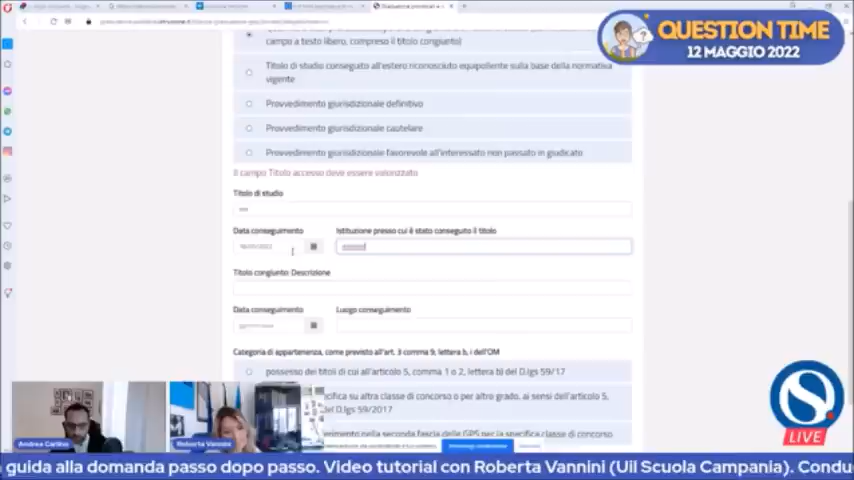 QUESTION TIME
12 MAGGIO 2022
campo a testo libero, compreso il titolo congiunto)
Titolo di studio conseguito all'estero riconosciuto equipollente sulla base della normativa
vigente
Provvedimento giurisdizionale definitivo
Provvedimento giurisdizionale cautelare
Provvedimento giurisdizionale favorevole all'interessato non passato in giudicato
Il campo Titolo accesso deve essere valorizzato
Titolo di studio
Data conseguimento
Istituzione presso cui è stato conseguito il titolo
Titolo congiunto: Descrizione
Data conseguimento
Luogo conseguimento
Categoria di appartenenza, come previsto all'art. 3 comma 9, lettera b, i dell'OM
possesso dei titoli di cui all'articolo 5, comma 1 o 2, lettera b) del D.lgs 59/17
cifica su altra classe di concorso o per altro grado, ai sensi dell'articolo 5,
del D.lgs 59/2017
erimento nella seconda fascia delle GPS per la specifica classe di concorso
Andrea Carlino
Roberta Vannini
S
LIVE
a guida alla domanda passo dopo passo. Video tutorial con Roberta Vannini (Uil Scuola Campania). Condu